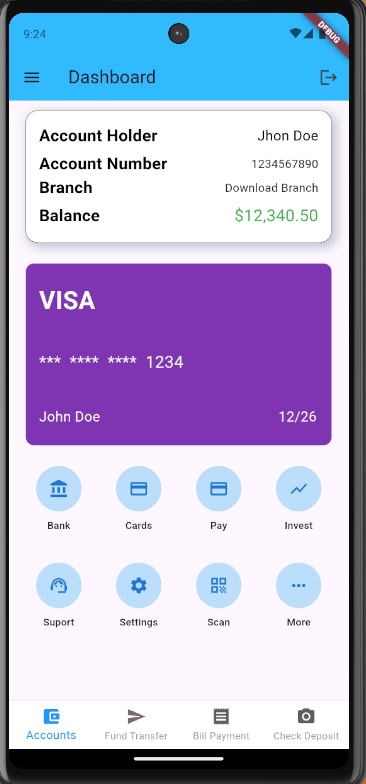 9:24
DEBUG
Dashboard
Account Holder Jhon Doe
Account Number 1234567890
Branch Download Branch
Balance $12,340.50
VISA
*** **** **** 1234
John Doe 12/26
Bank Cards Pay Invest
Suport Settings Scan More
Accounts Fund Transfer Bill Payment Check Deposit